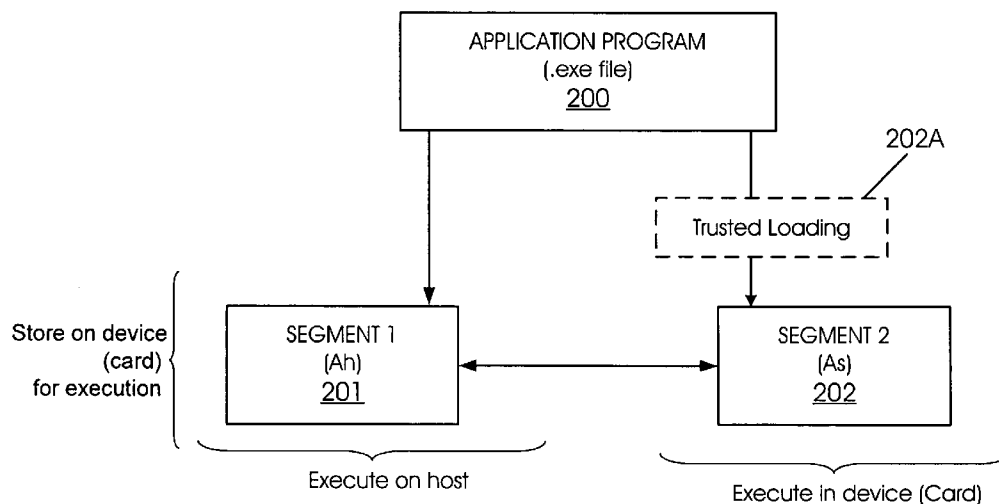 APPLICATION PROGRAM
(.exe file)
200
202A
Trusted Loading
Store on device
(card)
for execution
SEGMENT 1
(Ah)
201
SEGMENT 2
(As)
202
Execute on host
Execute in device (Card)